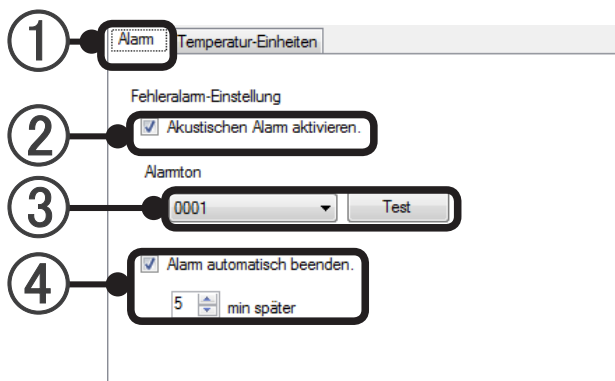 1 Alarm Temperatur-Einheiten
Fehleralarm-Einstellung
2 Akustischen Alarm aktivieren.
Alarmton
3 0001 Test
4 Alarm automatisch beenden.
5 min später